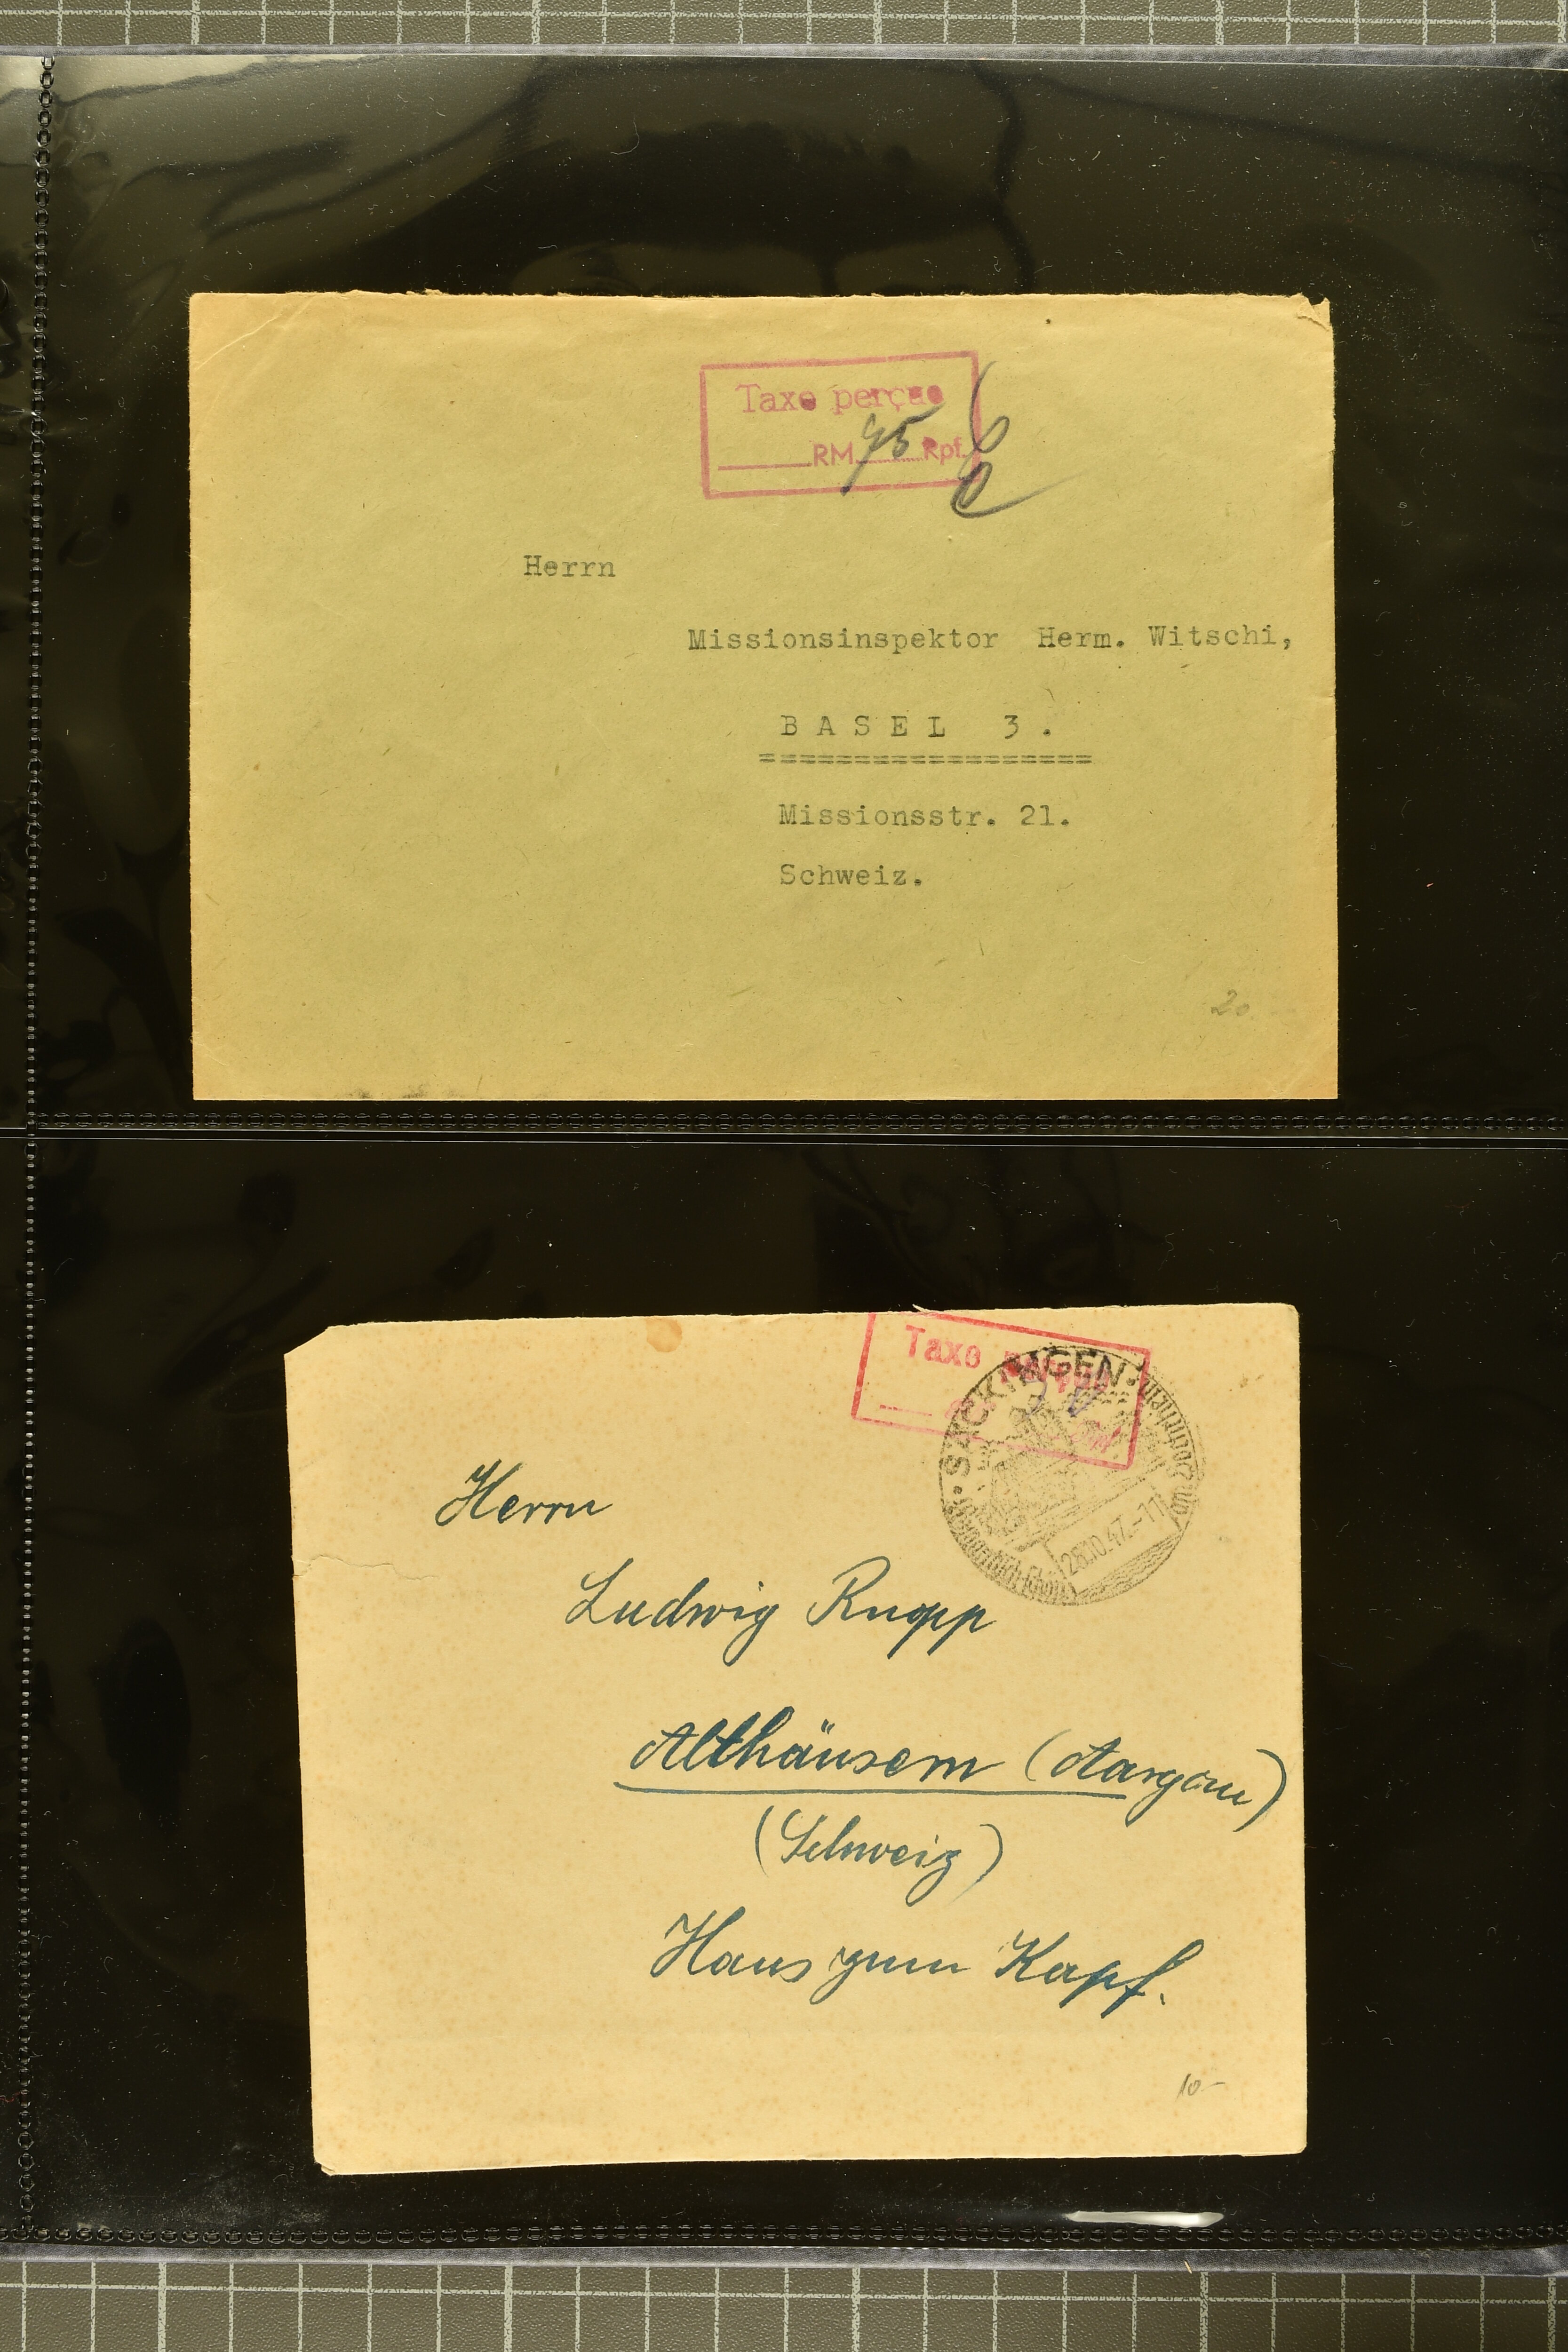 Taxe perçue
RM 75 Rpf.
Herrn
Missionsinspektor Herm. Witschi,
BASEL 3.
==================
Missionsstr. 21.
Schweiz.
20
Taxe
SÄCKINGEN
28.10.47.-11
Herrn
Ludwig Rupp
Althäusern (Aargau)
(Schweiz)
Haus zum Kapf.
10-